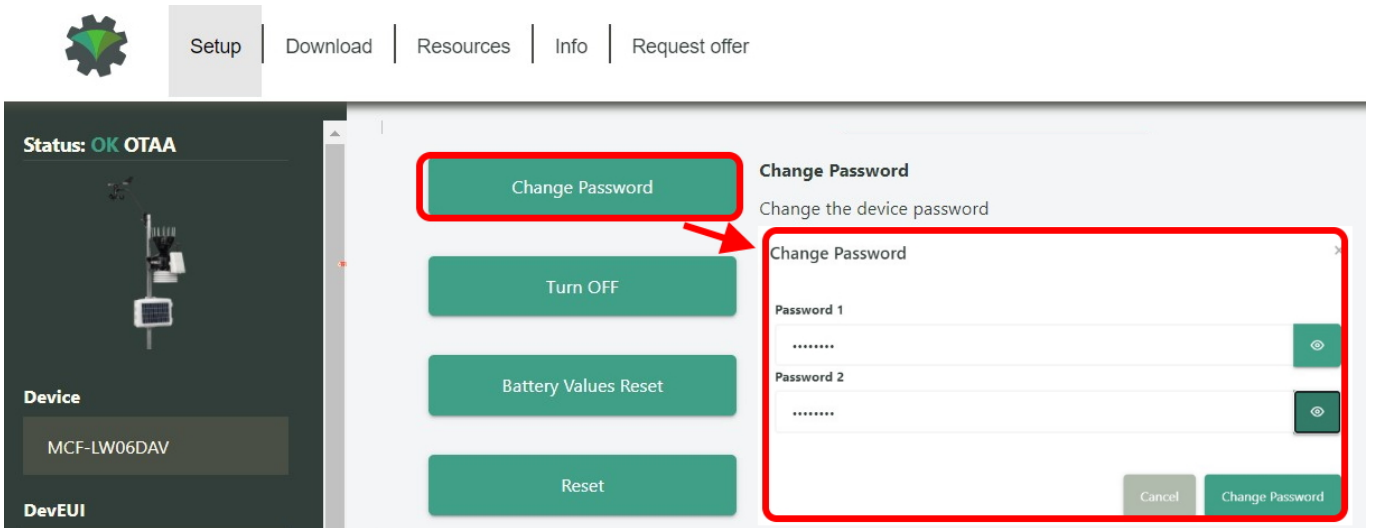 Setup
Download
Resources
Info
Request offer
Status: OK OTAA
Device
MCF-LW06DAV
DevEUI
Change Password
Turn OFF
Battery Values Reset
Reset
Change Password
Change the device password
Change Password
×
Password 1
••••••••
Password 2
••••••••
Cancel
Change Password